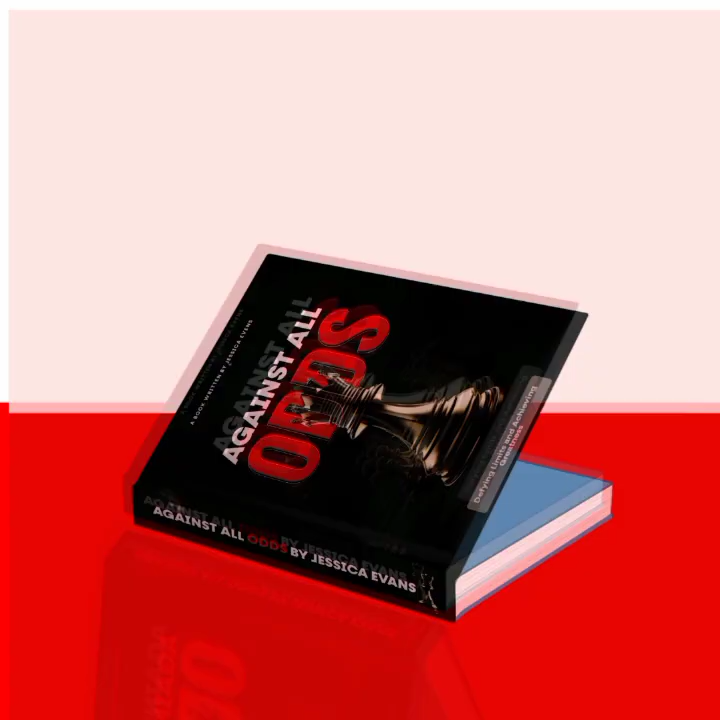 A BOOK WRITTEN BY JESSICA EVANS
AGAINST ALL
ODDS
Defying Limits and Achieving
Greatness
AGAINST ALL ODDS BY JESSICA EVANS